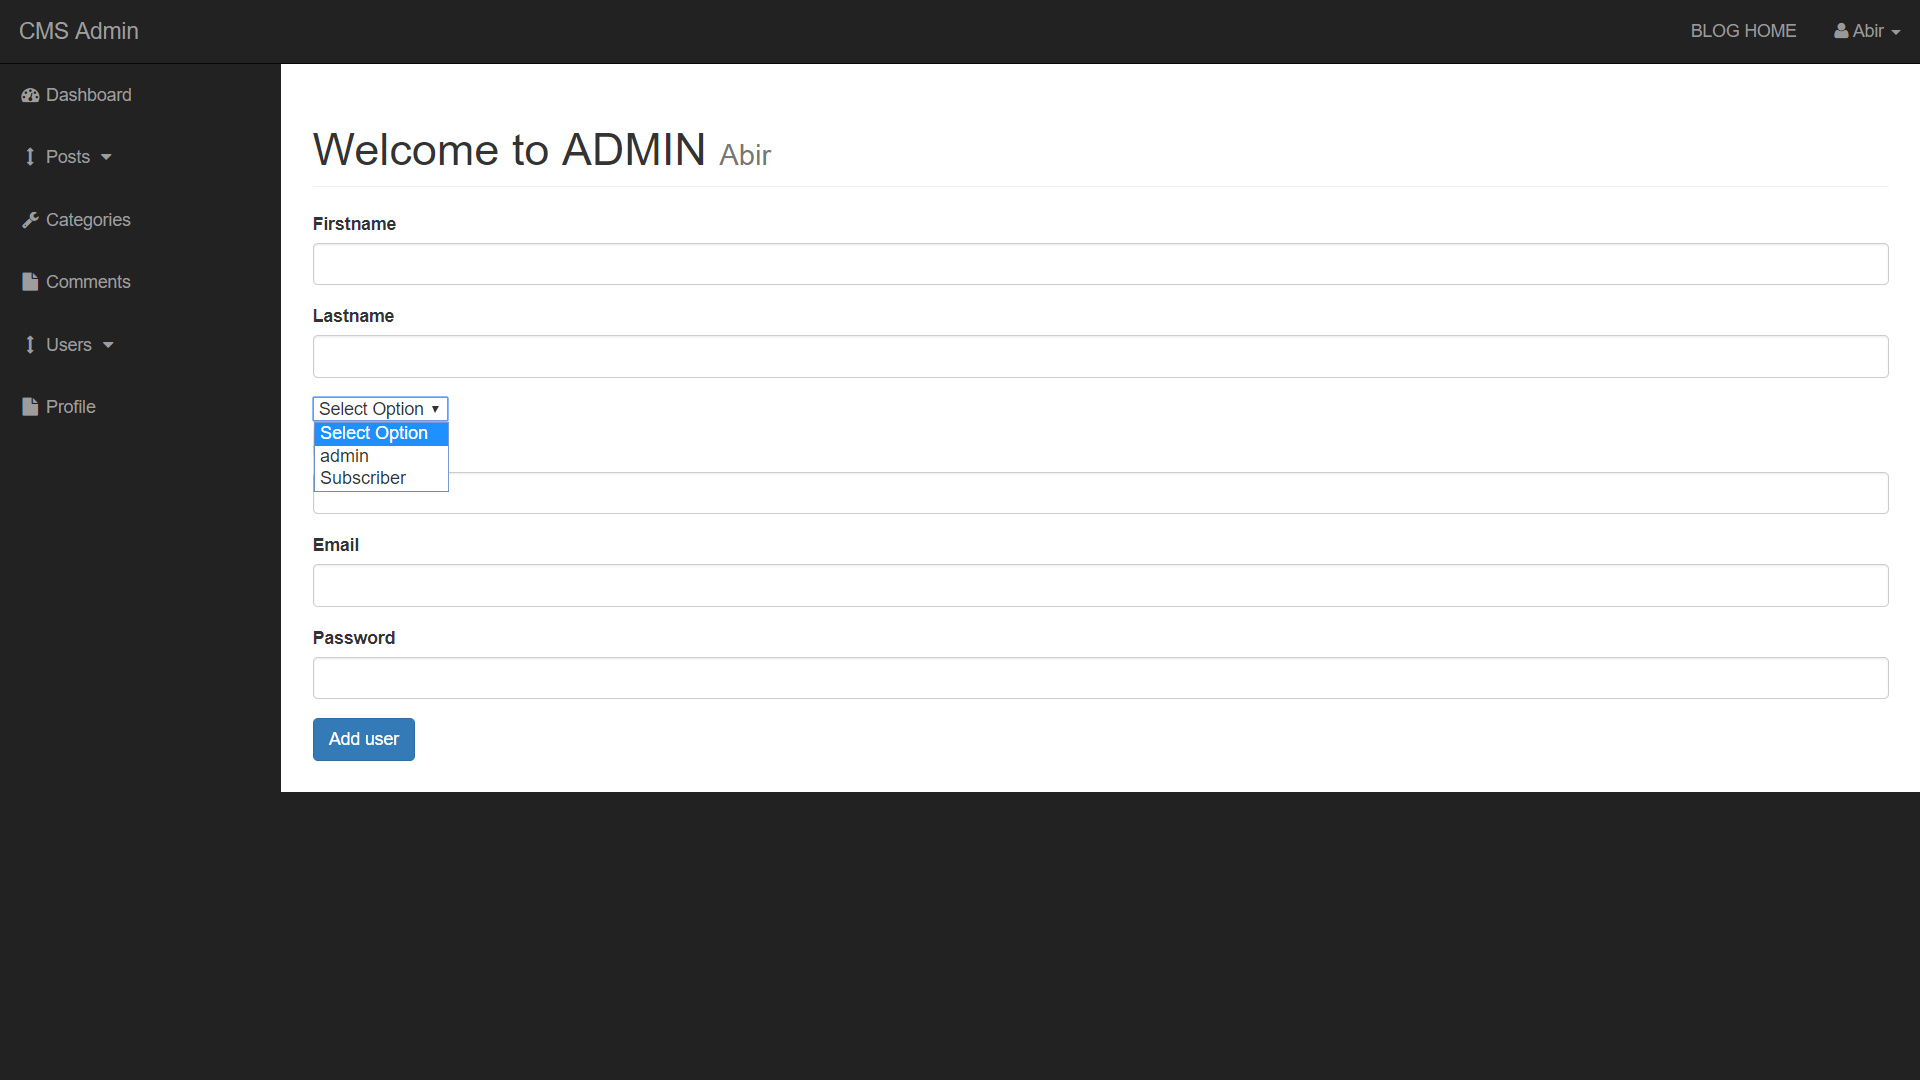 CMS Admin
BLOG HOME
Abir
Dashboard
Posts
Categories
Comments
Users
Profile
Welcome to ADMIN Abir
Firstname
Lastname
Select Option
Select Option
admin
Subscriber
Email
Password
Add user